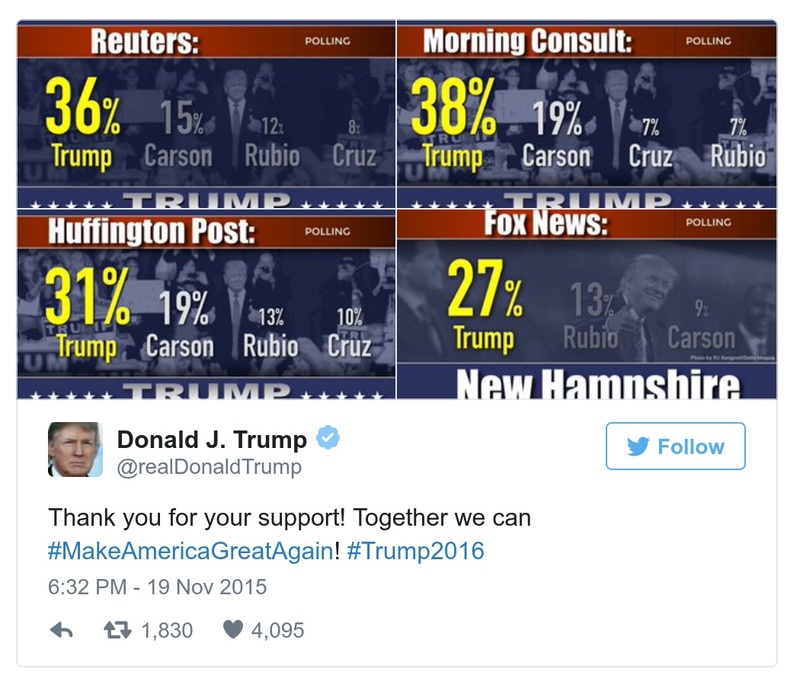 Reuters: POLLING
36% 15% 12% 8%
Trump Carson Rubio Cruz
★★★★★ TRUMP ★★★★★
Morning Consult: POLLING
38% 19% 7% 7%
Trump Carson Cruz Rubio
★★★★★ TRUMP ★★★★★
Huffington Post: POLLING
31% 19% 13% 10%
Trump Carson Rubio Cruz
★★★★★ TRUMP ★★★★★
Fox News: POLLING
27% 13% 9%
Trump Rubio Carson
New Hampshire
Donald J. Trump
@realDonaldTrump
Follow
Thank you for your support! Together we can
#MakeAmericaGreatAgain! #Trump2016
6:32 PM - 19 Nov 2015
1,830 4,095